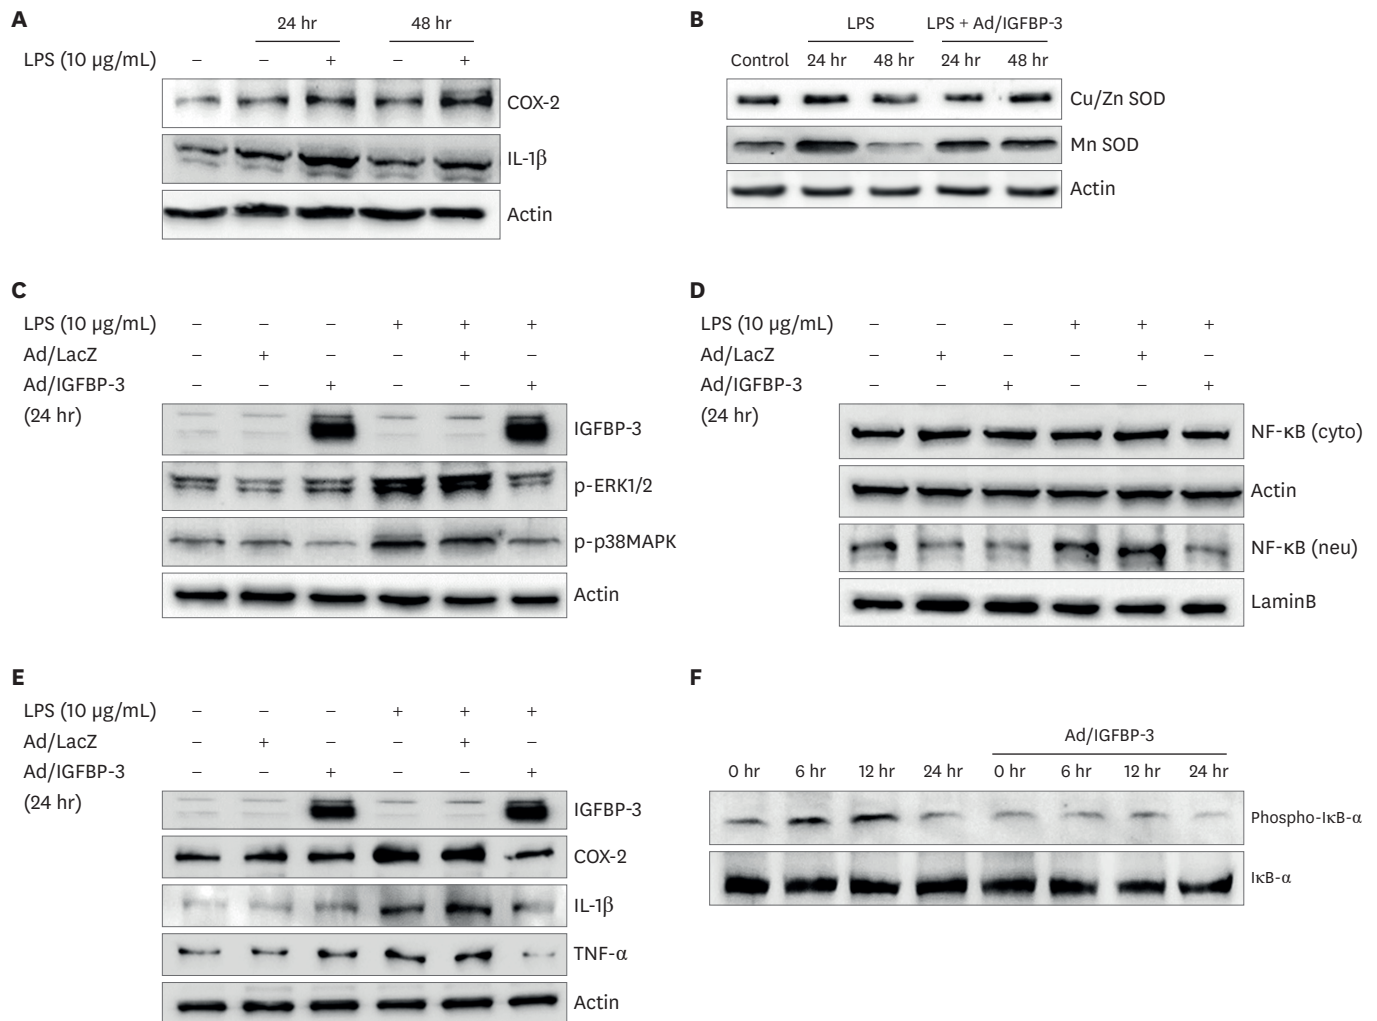 A
24 hr 48 hr
LPS (10 µg/mL) – – + – +
COX-2
IL-1β
Actin
B
LPS LPS + Ad/IGFBP-3
Control 24 hr 48 hr 24 hr 48 hr
Cu/Zn SOD
Mn SOD
Actin
C
LPS (10 µg/mL) – – – + + +
Ad/LacZ – + – – + –
Ad/IGFBP-3 – – + – – +
(24 hr)
IGFBP-3
p-ERK1/2
p-p38MAPK
Actin
D
LPS (10 µg/mL) – – – + + +
Ad/LacZ – + – – + –
Ad/IGFBP-3 – – + – – +
(24 hr)
NF-κB (cyto)
Actin
NF-κB (neu)
LaminB
E
LPS (10 µg/mL) – – – + + +
Ad/LacZ – + – – + –
Ad/IGFBP-3 – – + – – +
(24 hr)
IGFBP-3
COX-2
IL-1β
TNF-α
Actin
F
Ad/IGFBP-3
0 hr 6 hr 12 hr 24 hr 0 hr 6 hr 12 hr 24 hr
Phospho-IκB-α
IκB-α